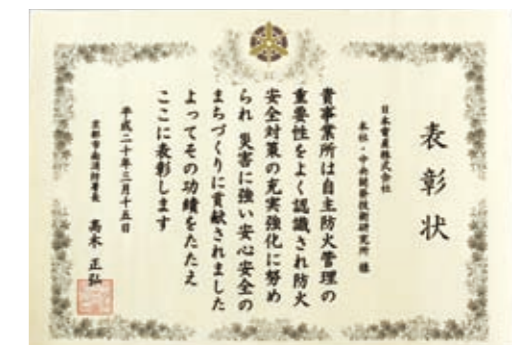 表彰状
日本電産株式会社
本社・中央開発技術研究所 様
貴事業所は自主防火管理の
重要性をよく認識され防火
安全対策の充実強化に努め
られ 災害に強い安心安全の
まちづくりに貢献されました
よってその功績をたたえ
ここに表彰します
平成二十年三月十五日
京都市南消防署長 高木 正弘